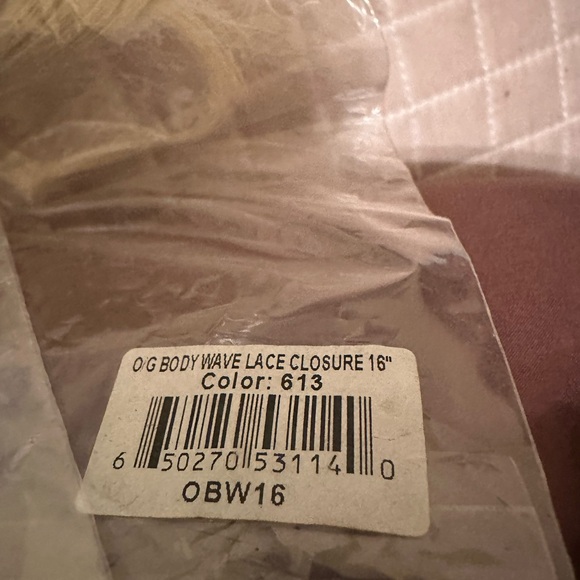 O/G BODY WAVE LACE CLOSURE 16"
Color: 613
6 50270 53114 0
OBW16